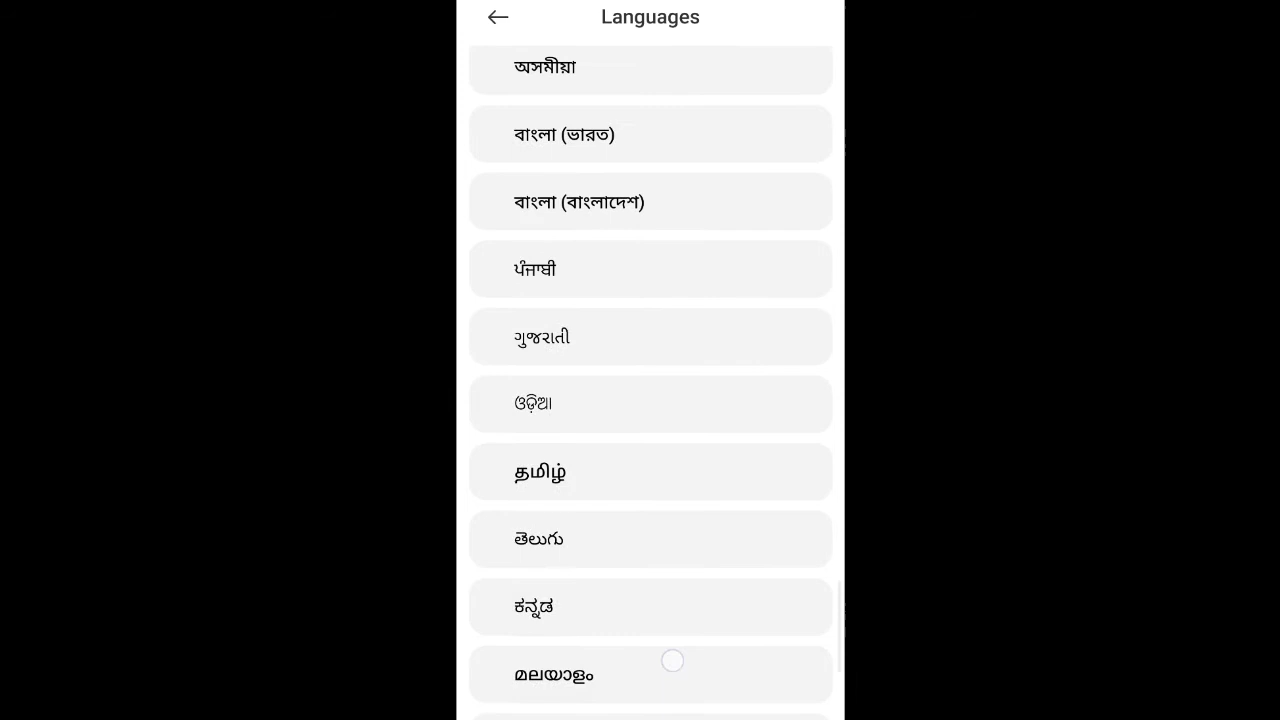 Languages
অসমীয়া
বাংলা (ভারত)
বাংলা (বাংলাদেশ)
ਪੰਜਾਬੀ
ગુજરાતી
ଓଡ଼ିଆ
தமிழ்
తెలుగు
ಕನ್ನಡ
മലയാളം